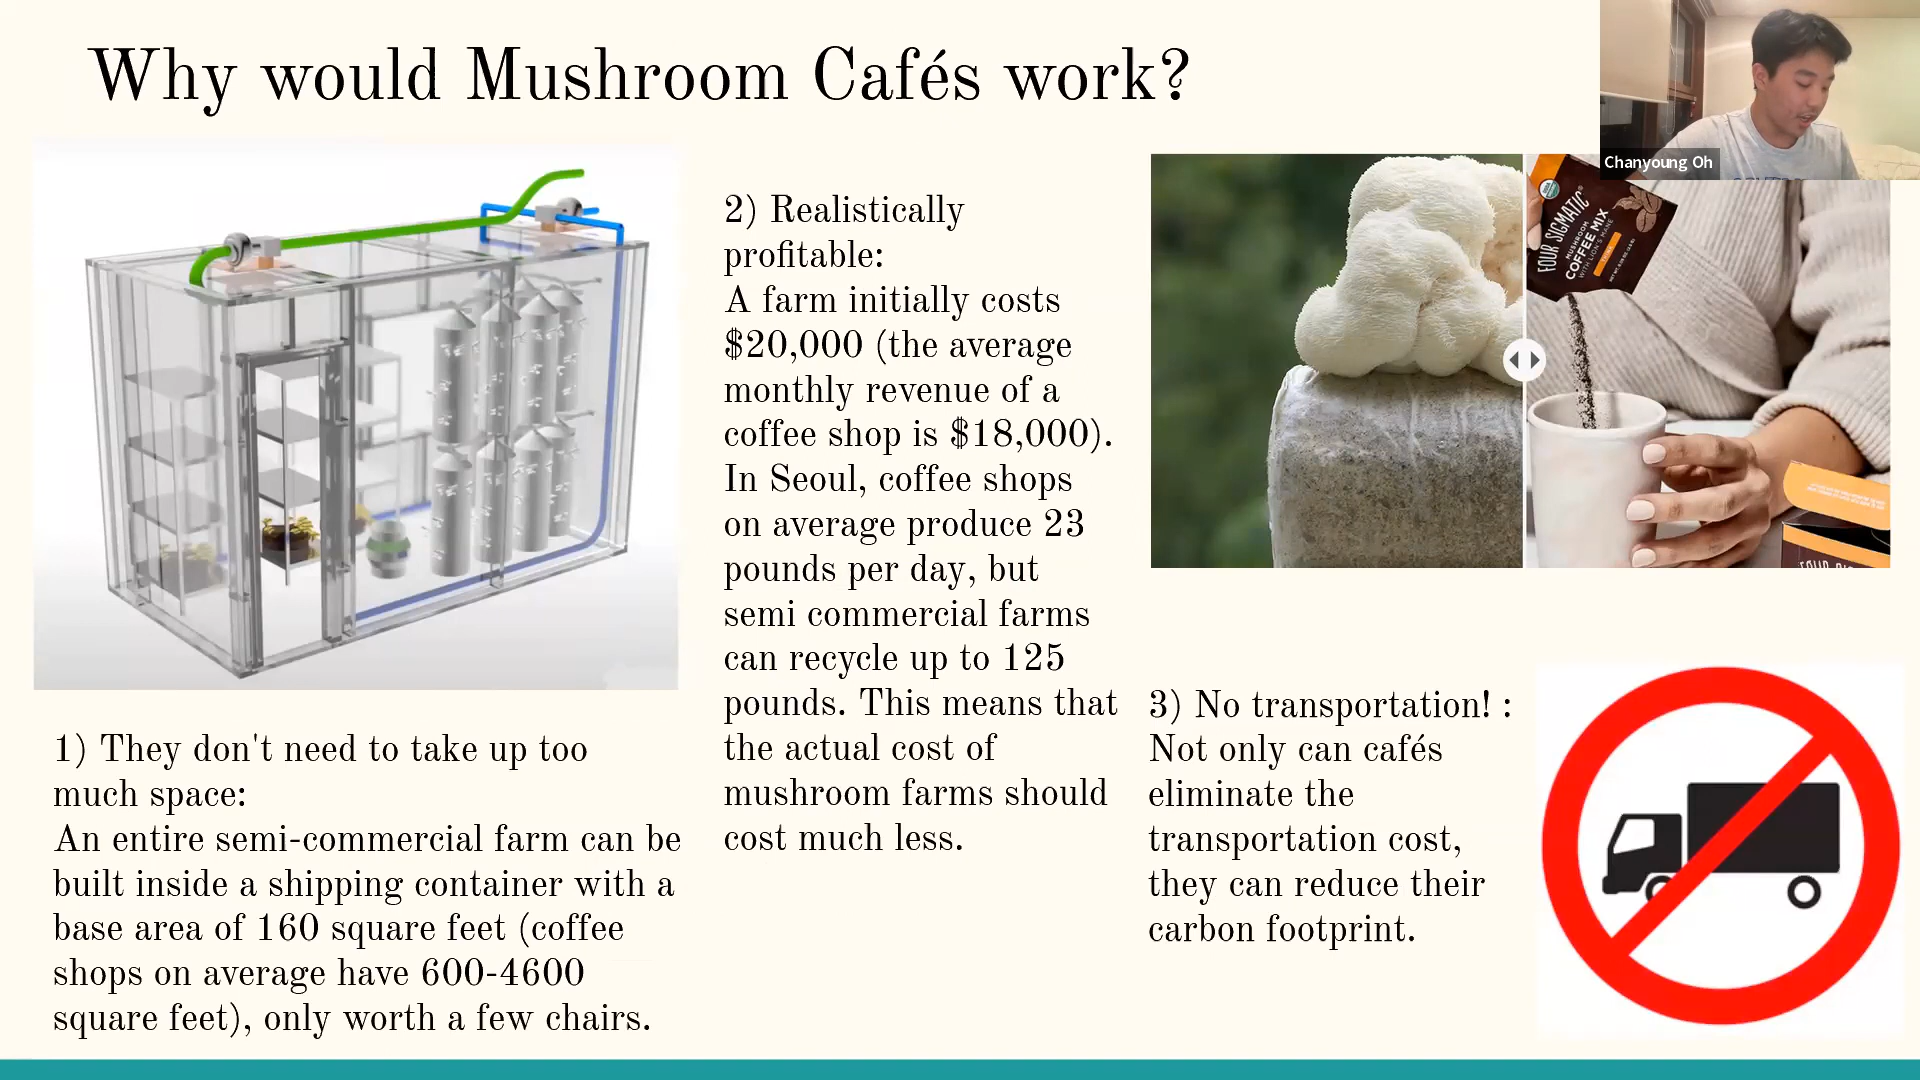 Why would Mushroom Cafés work?
Chanyoung Oh
1) They don't need to take up too
much space:
An entire semi-commercial farm can be
built inside a shipping container with a
base area of 160 square feet (coffee
shops on average have 600-4600
square feet), only worth a few chairs.
2) Realistically
profitable:
A farm initially costs
$20,000 (the average
monthly revenue of a
coffee shop is $18,000).
In Seoul, coffee shops
on average produce 23
pounds per day, but
semi commercial farms
can recycle up to 125
pounds. This means that
the actual cost of
mushroom farms should
cost much less.
FOUR SIGMATIC
MUSHROOM
COFFEE MIX
WITH LION'S MANE
3) No transportation! :
Not only can cafés
eliminate the
transportation cost,
they can reduce their
carbon footprint.